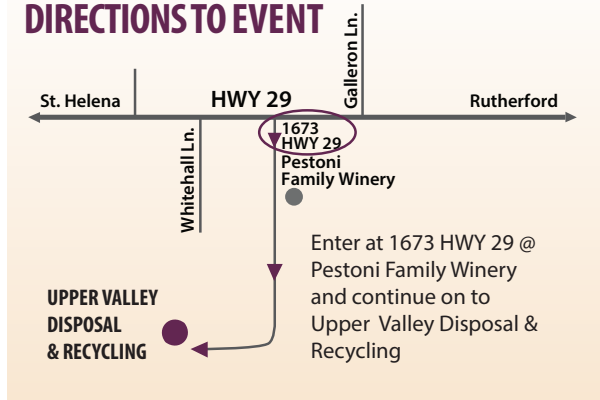 DIRECTIONS TO EVENT
Galleron Ln.
St. Helena
HWY 29
Rutherford
Whitehall Ln.
1673
HWY 29
Pestoni
Family Winery
Enter at 1673 HWY 29 @
Pestoni Family Winery
and continue on to
Upper Valley Disposal &
Recycling
UPPER VALLEY
DISPOSAL
& RECYCLING